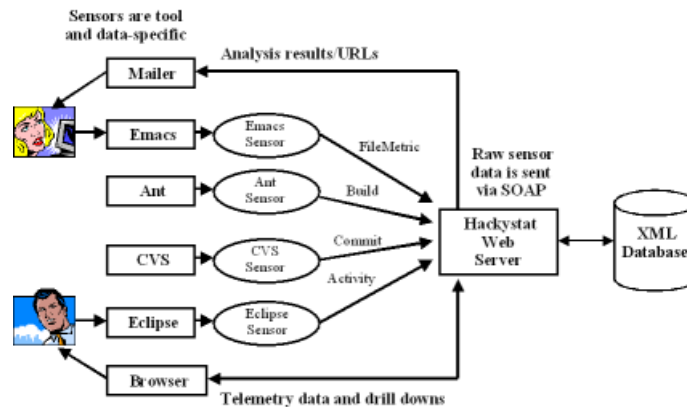 Sensors are tool
and data-specific
Analysis results/URLs
Mailer
Emacs
Emacs
Sensor
FileMetric
Raw sensor
data is sent
via SOAP
Ant
Ant
Sensor
Build
Hackystat
Web
Server
XML
Database
CVS
CVS
Sensor
Commit
Activity
Eclipse
Eclipse
Sensor
Browser
Telemetry data and drill downs